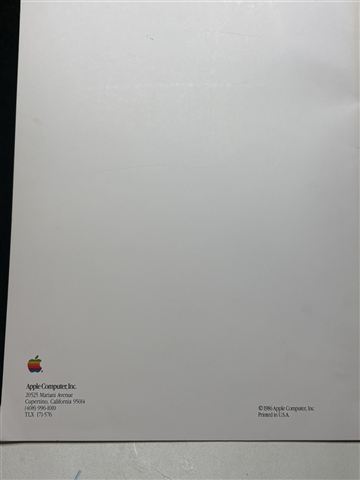 Apple Computer, Inc.
20525 Mariani Avenue
Cupertino, California 95014
(408) 996-1010
TLX 171-576
© 1986 Apple Computer, Inc.
Printed in U.S.A.